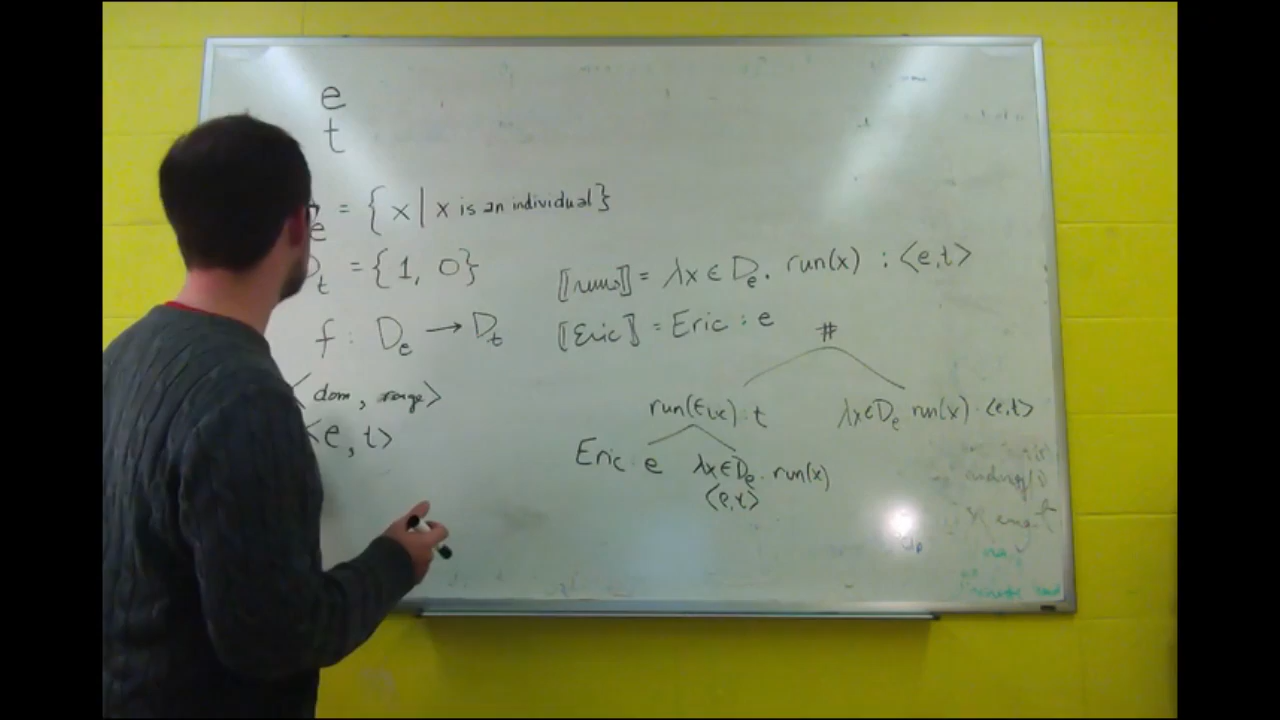 e
t
e = { x | x is an individual }
t = {1, 0}
f : De → Dt
⟨dom, range⟩
⟨e, t⟩
⟦runs⟧ = λx ∈ De. run(x) : ⟨e,t⟩
⟦Eric⟧ = Eric : e
#
run(Eric) : t
λx∈De run(x) · ⟨e,t⟩
Eric : e
λx∈De . run(x)
⟨e,t⟩